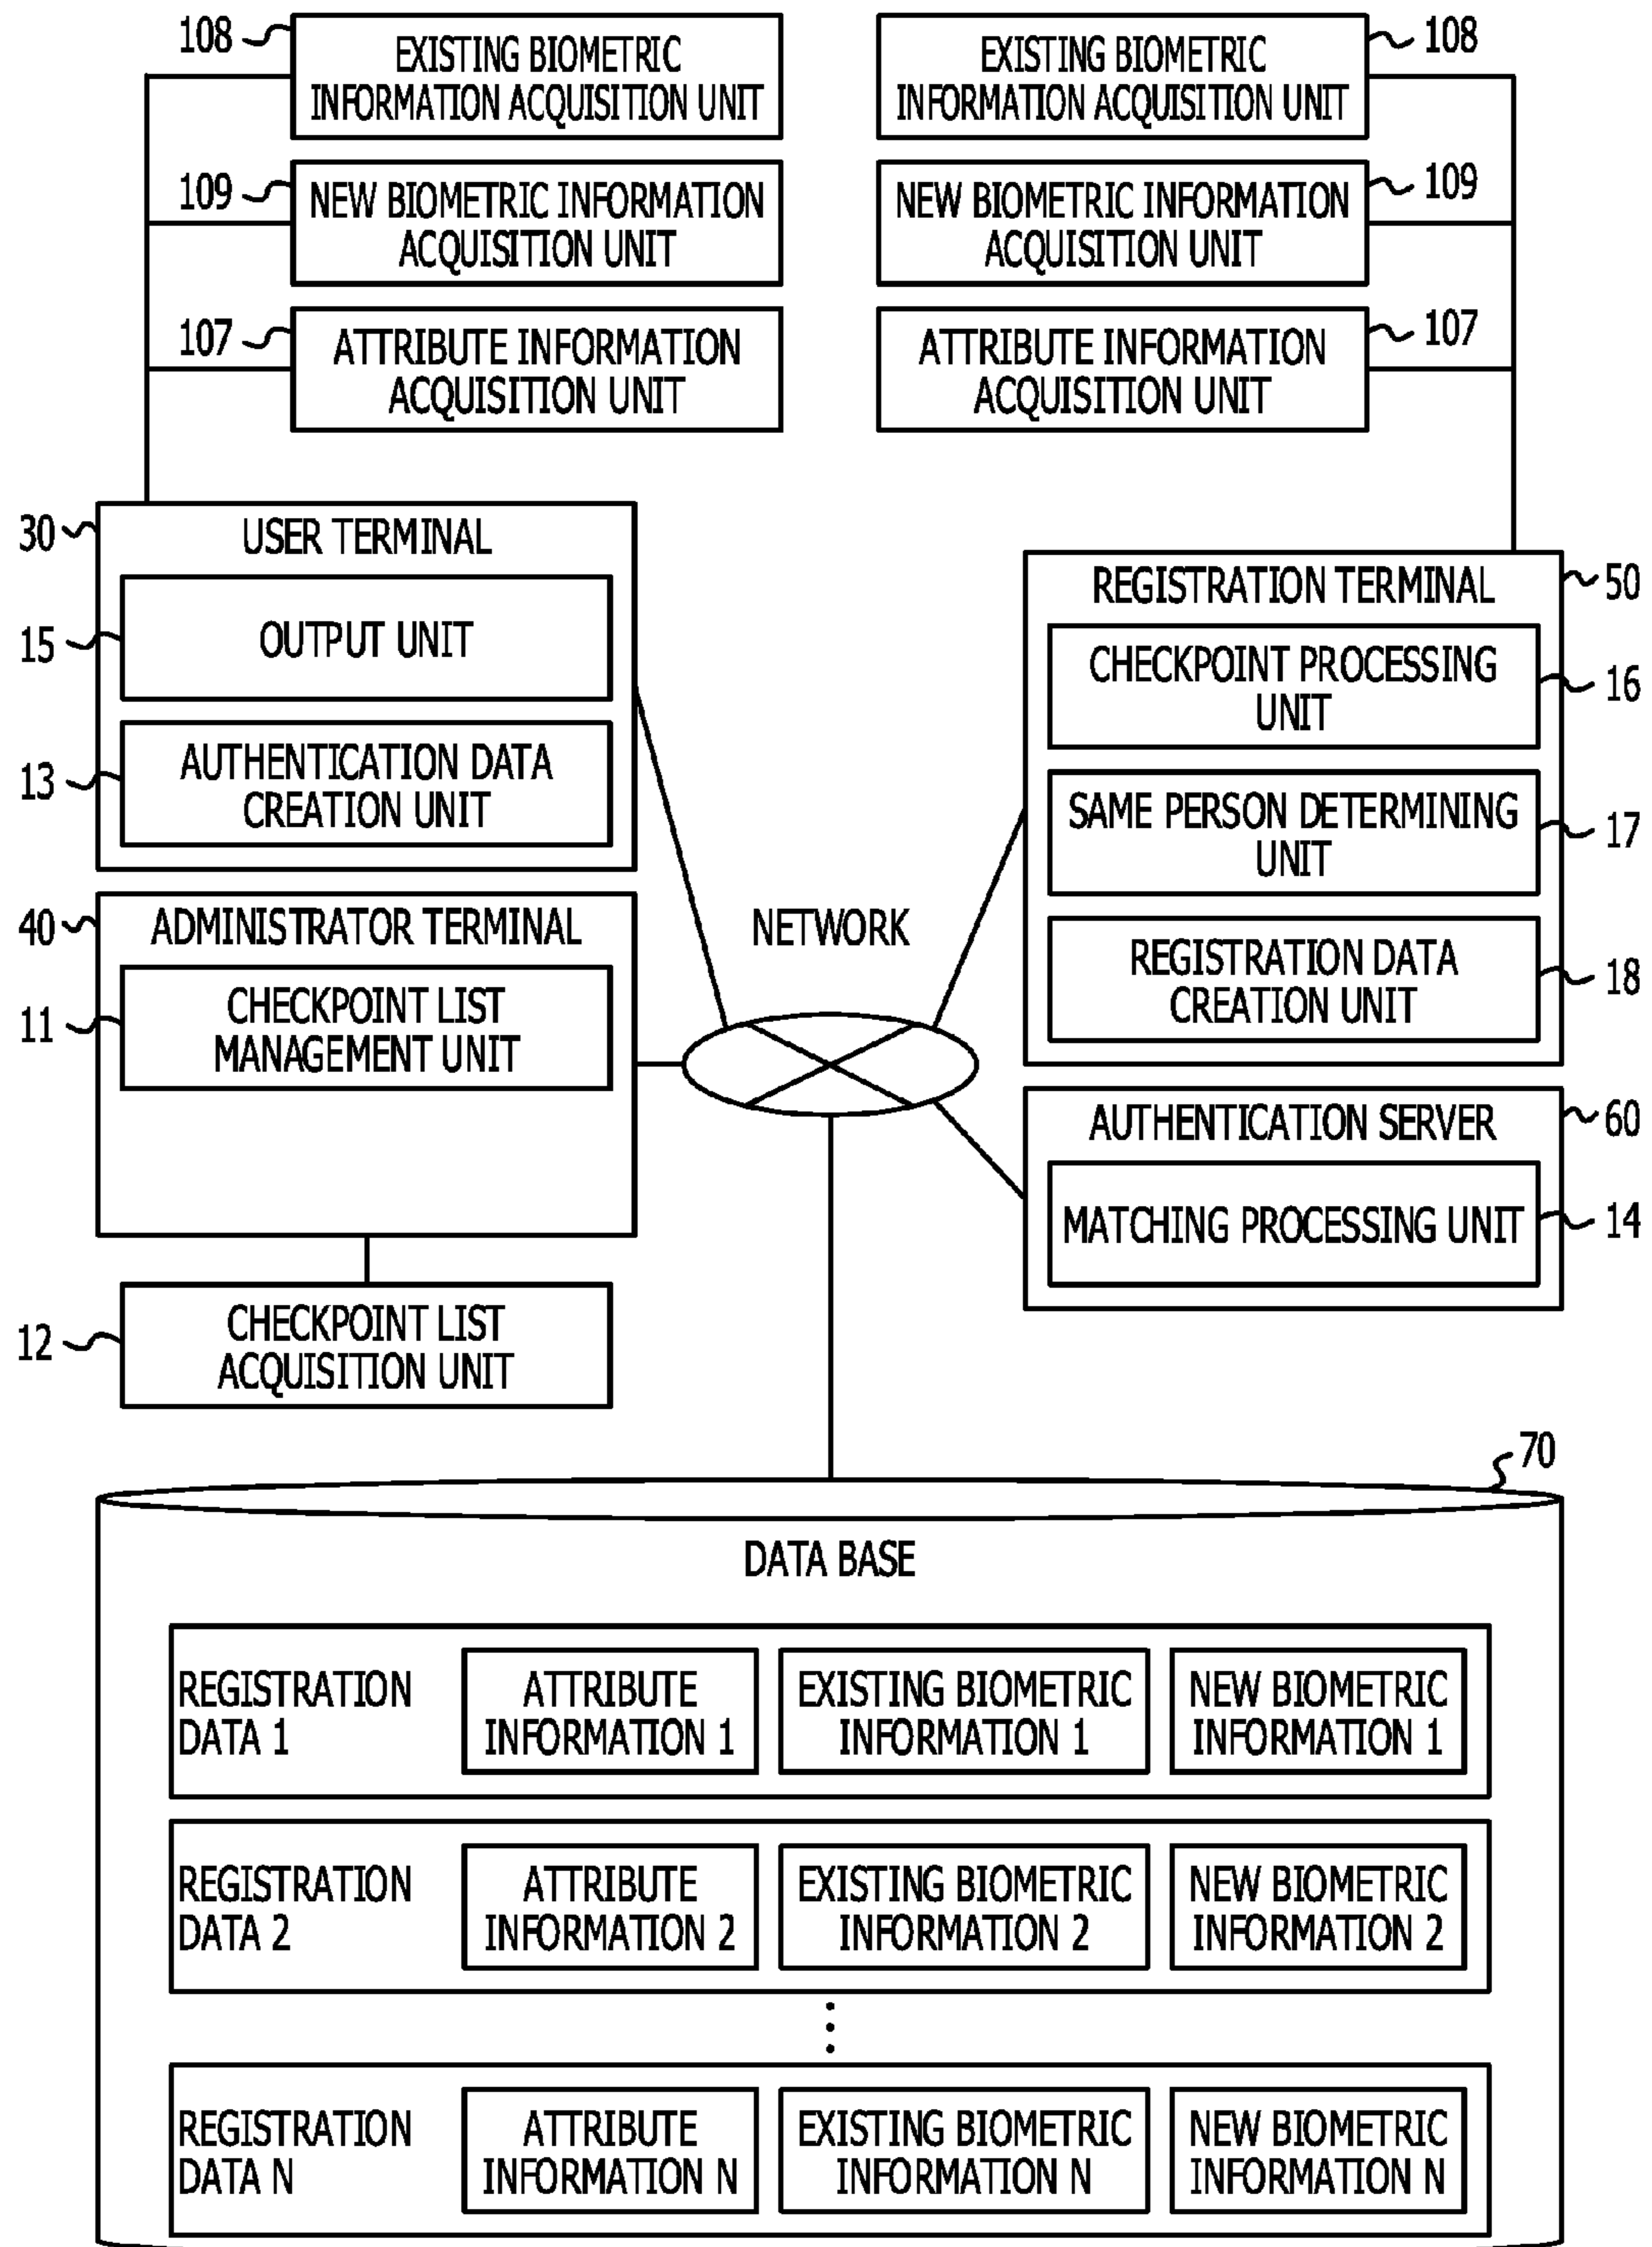 108
EXISTING BIOMETRIC
INFORMATION ACQUISITION UNIT
EXISTING BIOMETRIC
INFORMATION ACQUISITION UNIT
108
109
NEW BIOMETRIC INFORMATION
ACQUISITION UNIT
NEW BIOMETRIC INFORMATION
ACQUISITION UNIT
109
107
ATTRIBUTE INFORMATION
ACQUISITION UNIT
ATTRIBUTE INFORMATION
ACQUISITION UNIT
107
30
USER TERMINAL
15
OUTPUT UNIT
13
AUTHENTICATION DATA
CREATION UNIT
40
ADMINISTRATOR TERMINAL
11
CHECKPOINT LIST
MANAGEMENT UNIT
12
CHECKPOINT LIST
ACQUISITION UNIT
NETWORK
REGISTRATION TERMINAL
50
CHECKPOINT PROCESSING
UNIT
16
SAME PERSON DETERMINING
UNIT
17
REGISTRATION DATA
CREATION UNIT
18
AUTHENTICATION SERVER
60
MATCHING PROCESSING UNIT
14
70
DATA BASE
REGISTRATION
DATA 1
ATTRIBUTE
INFORMATION 1
EXISTING BIOMETRIC
INFORMATION 1
NEW BIOMETRIC
INFORMATION 1
REGISTRATION
DATA 2
ATTRIBUTE
INFORMATION 2
EXISTING BIOMETRIC
INFORMATION 2
NEW BIOMETRIC
INFORMATION 2
REGISTRATION
DATA N
ATTRIBUTE
INFORMATION N
EXISTING BIOMETRIC
INFORMATION N
NEW BIOMETRIC
INFORMATION N